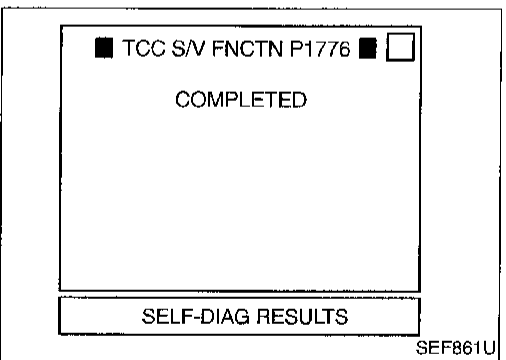 TCC S/V FNCTN P1776
COMPLETED
SELF-DIAG RESULTS
SEF861U